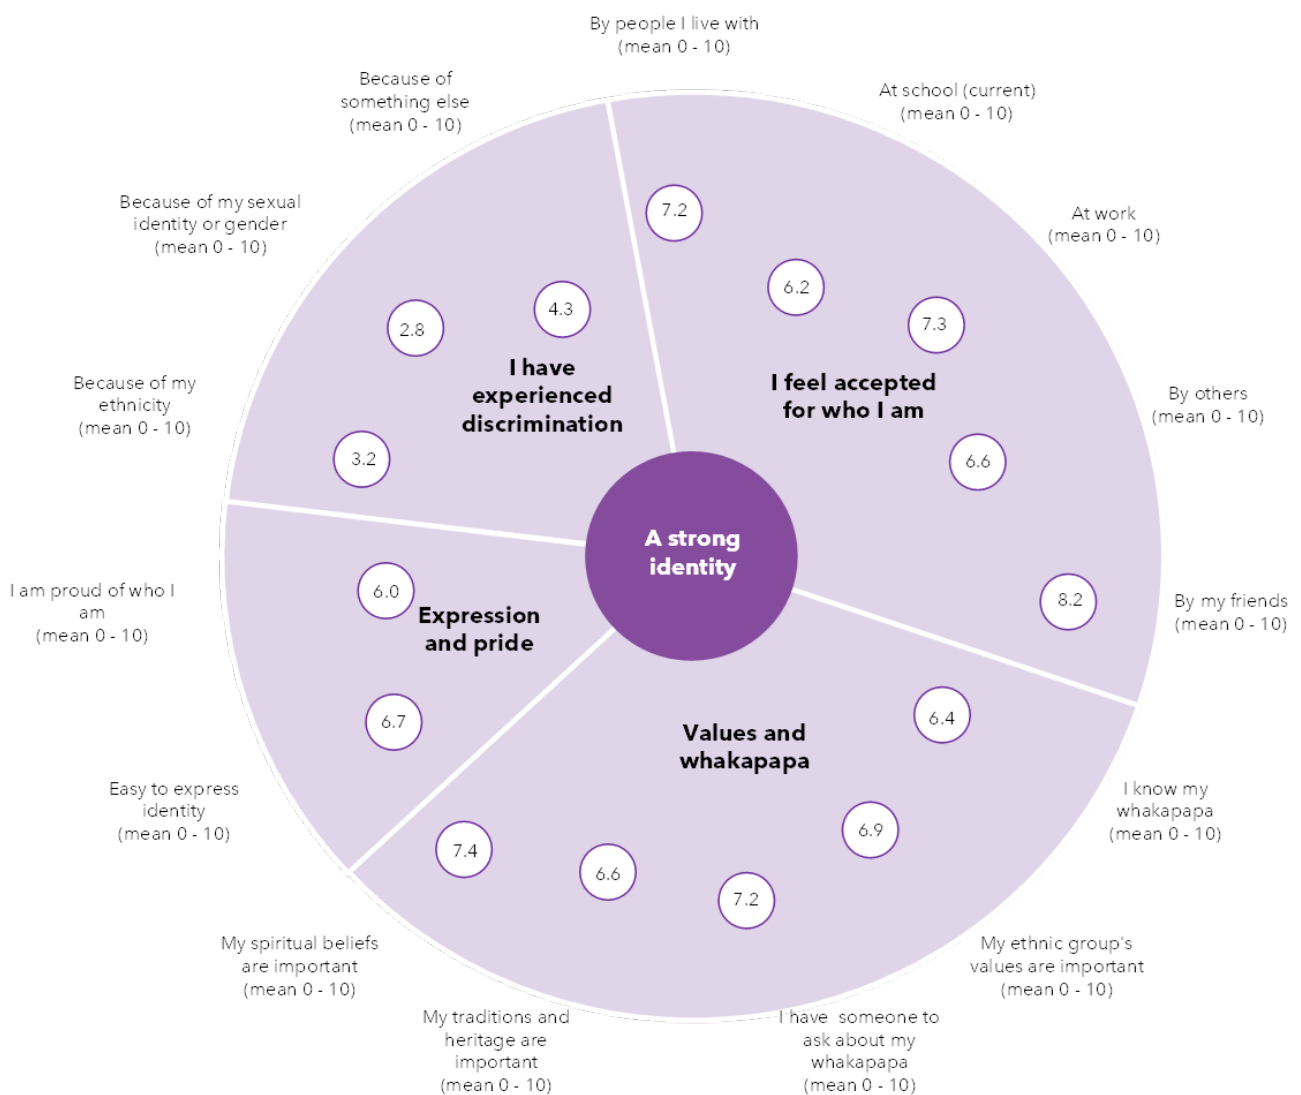 By people I live with
(mean 0 - 10)
Because of
something else
(mean 0 - 10)
At school (current)
(mean 0 - 10)
Because of my sexual
identity or gender
(mean 0 - 10)
At work
(mean 0 - 10)
7.2
6.2
7.3
4.3
2.8
I have
experienced
discrimination
I feel accepted
for who I am
Because of my
ethnicity
(mean 0 - 10)
By others
(mean 0 - 10)
3.2
6.6
A strong
identity
I am proud of who I
am
(mean 0 - 10)
6.0
Expression
and pride
8.2
By my friends
(mean 0 - 10)
6.7
6.4
Values and
whakapapa
Easy to express
identity
(mean 0 - 10)
I know my
whakapapa
(mean 0 - 10)
7.4
6.6
7.2
6.9
My spiritual beliefs
are important
(mean 0 - 10)
My ethnic group's
values are important
(mean 0 - 10)
My traditions and
heritage are
important
(mean 0 - 10)
I have  someone to
ask about my
whakapapa
(mean 0 - 10)